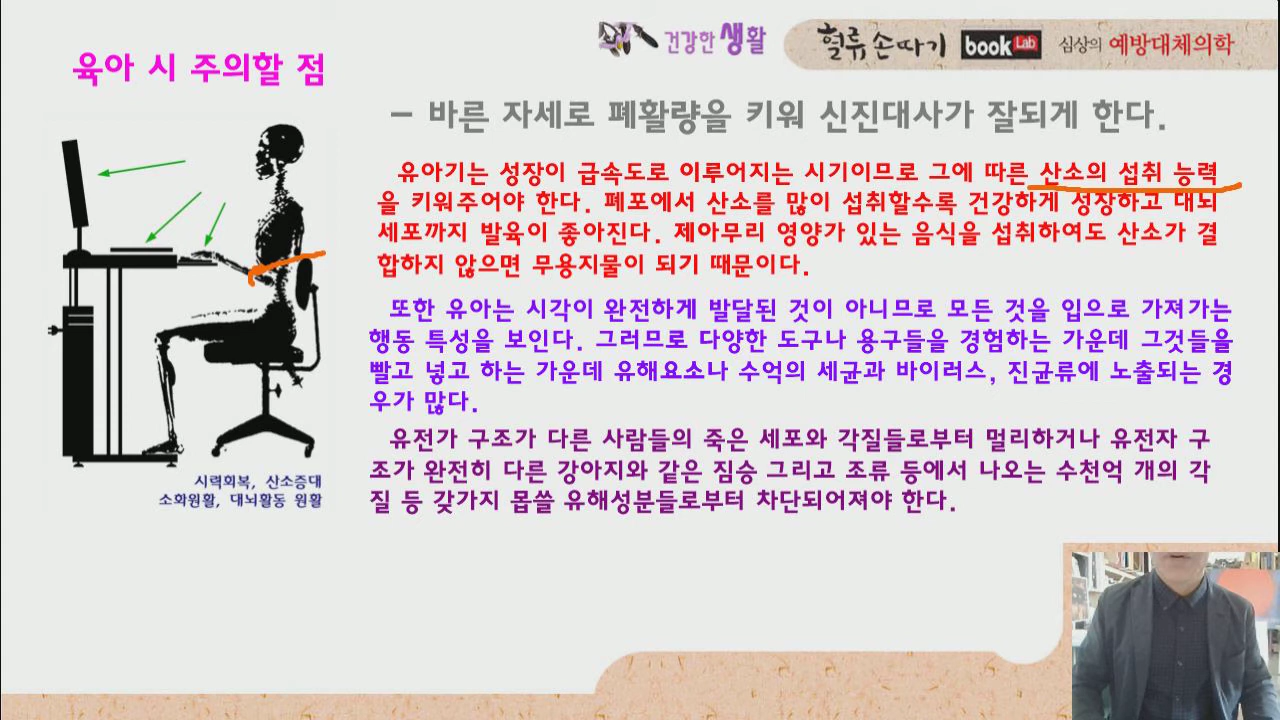 건강한 생활
혈류 손따기 book Lab 심상의 예방대체의학
육아 시 주의할 점
- 바른 자세로 폐활량을 키워 신진대사가 잘되게 한다.
유아기는 성장이 급속도로 이루어지는 시기이므로 그에 따른 산소의 섭취 능력
을 키워주어야 한다. 폐포에서 산소를 많이 섭취할수록 건강하게 성장하고 대뇌
세포까지 발육이 좋아진다. 제아무리 영양가 있는 음식을 섭취하여도 산소가 결
합하지 않으면 무용지물이 되기 때문이다.
또한 유아는 시각이 완전하게 발달된 것이 아니므로 모든 것을 입으로 가져가는
행동 특성을 보인다. 그러므로 다양한 도구나 용구들을 경험하는 가운데 그것들을
빨고 넣고 하는 가운데 유해요소나 수억의 세균과 바이러스, 진균류에 노출되는 경
우가 많다.
유전가 구조가 다른 사람들의 죽은 세포와 각질들로부터 멀리하거나 유전자 구
조가 완전히 다른 강아지와 같은 짐승 그리고 조류 등에서 나오는 수천억 개의 각
질 등 갖가지 몹쓸 유해성분들로부터 차단되어져야 한다.
시력회복, 산소증대
소화원활, 대뇌활동 원활